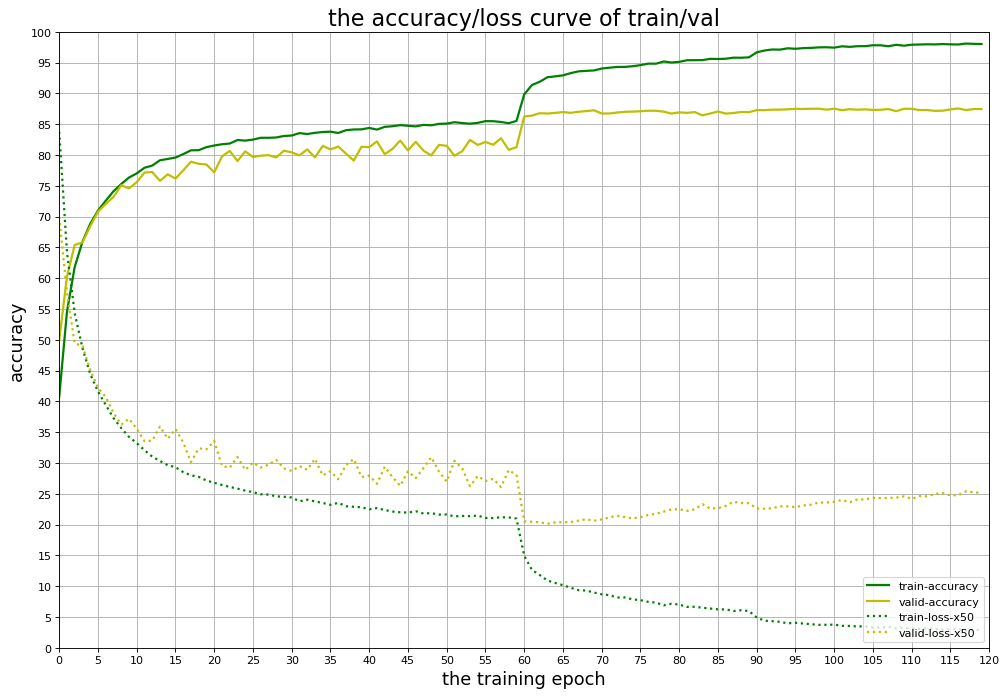 the accuracy/loss curve of train/val
100
95
90
85
80
75
70
65
60
55
50
45
40
35
30
25
20
15
10
5
0
accuracy
train-accuracy
valid-accuracy
train-loss-x50
valid-loss-x50
0 5 10 15 20 25 30 35 40 45 50 55 60 65 70 75 80 85 90 95 100 105 110 115 120
the training epoch